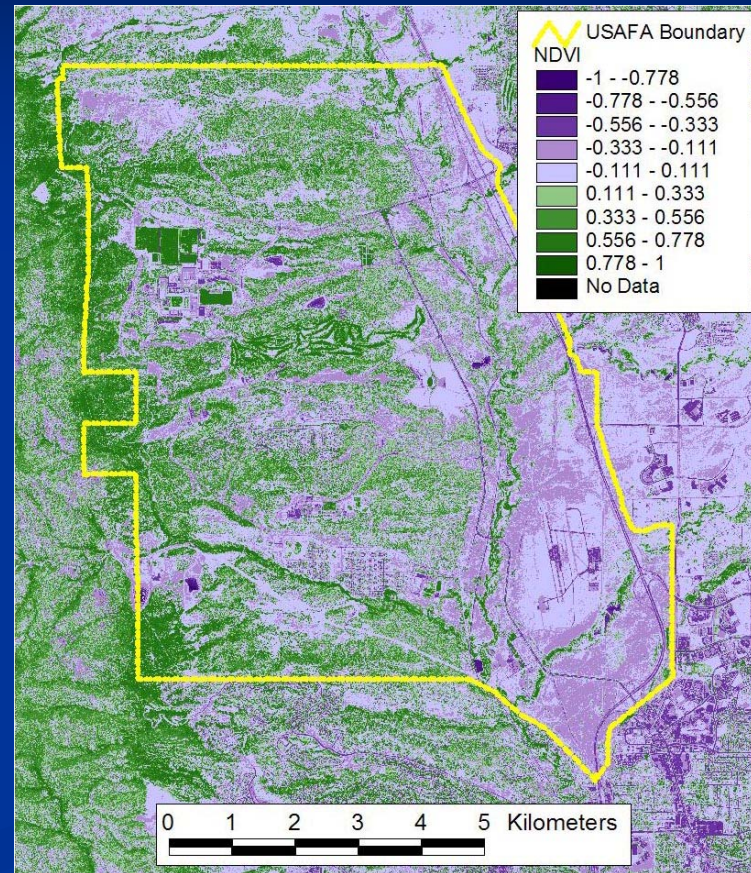 USAFA Boundary
NDVI
-1 - -0.778
-0.778 - -0.556
-0.556 - -0.333
-0.333 - -0.111
-0.111 - 0.111
0.111 - 0.333
0.333 - 0.556
0.556 - 0.778
0.778 - 1
No Data
0 1 2 3 4 5 Kilometers